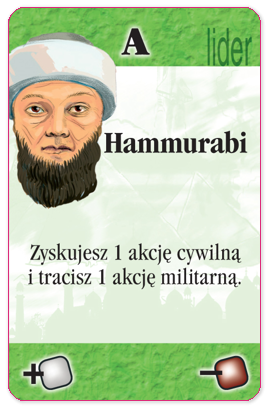 A
lider
Hammurabi
Zyskujesz 1 akcję cywilną
i tracisz 1 akcję militarną.
+ −